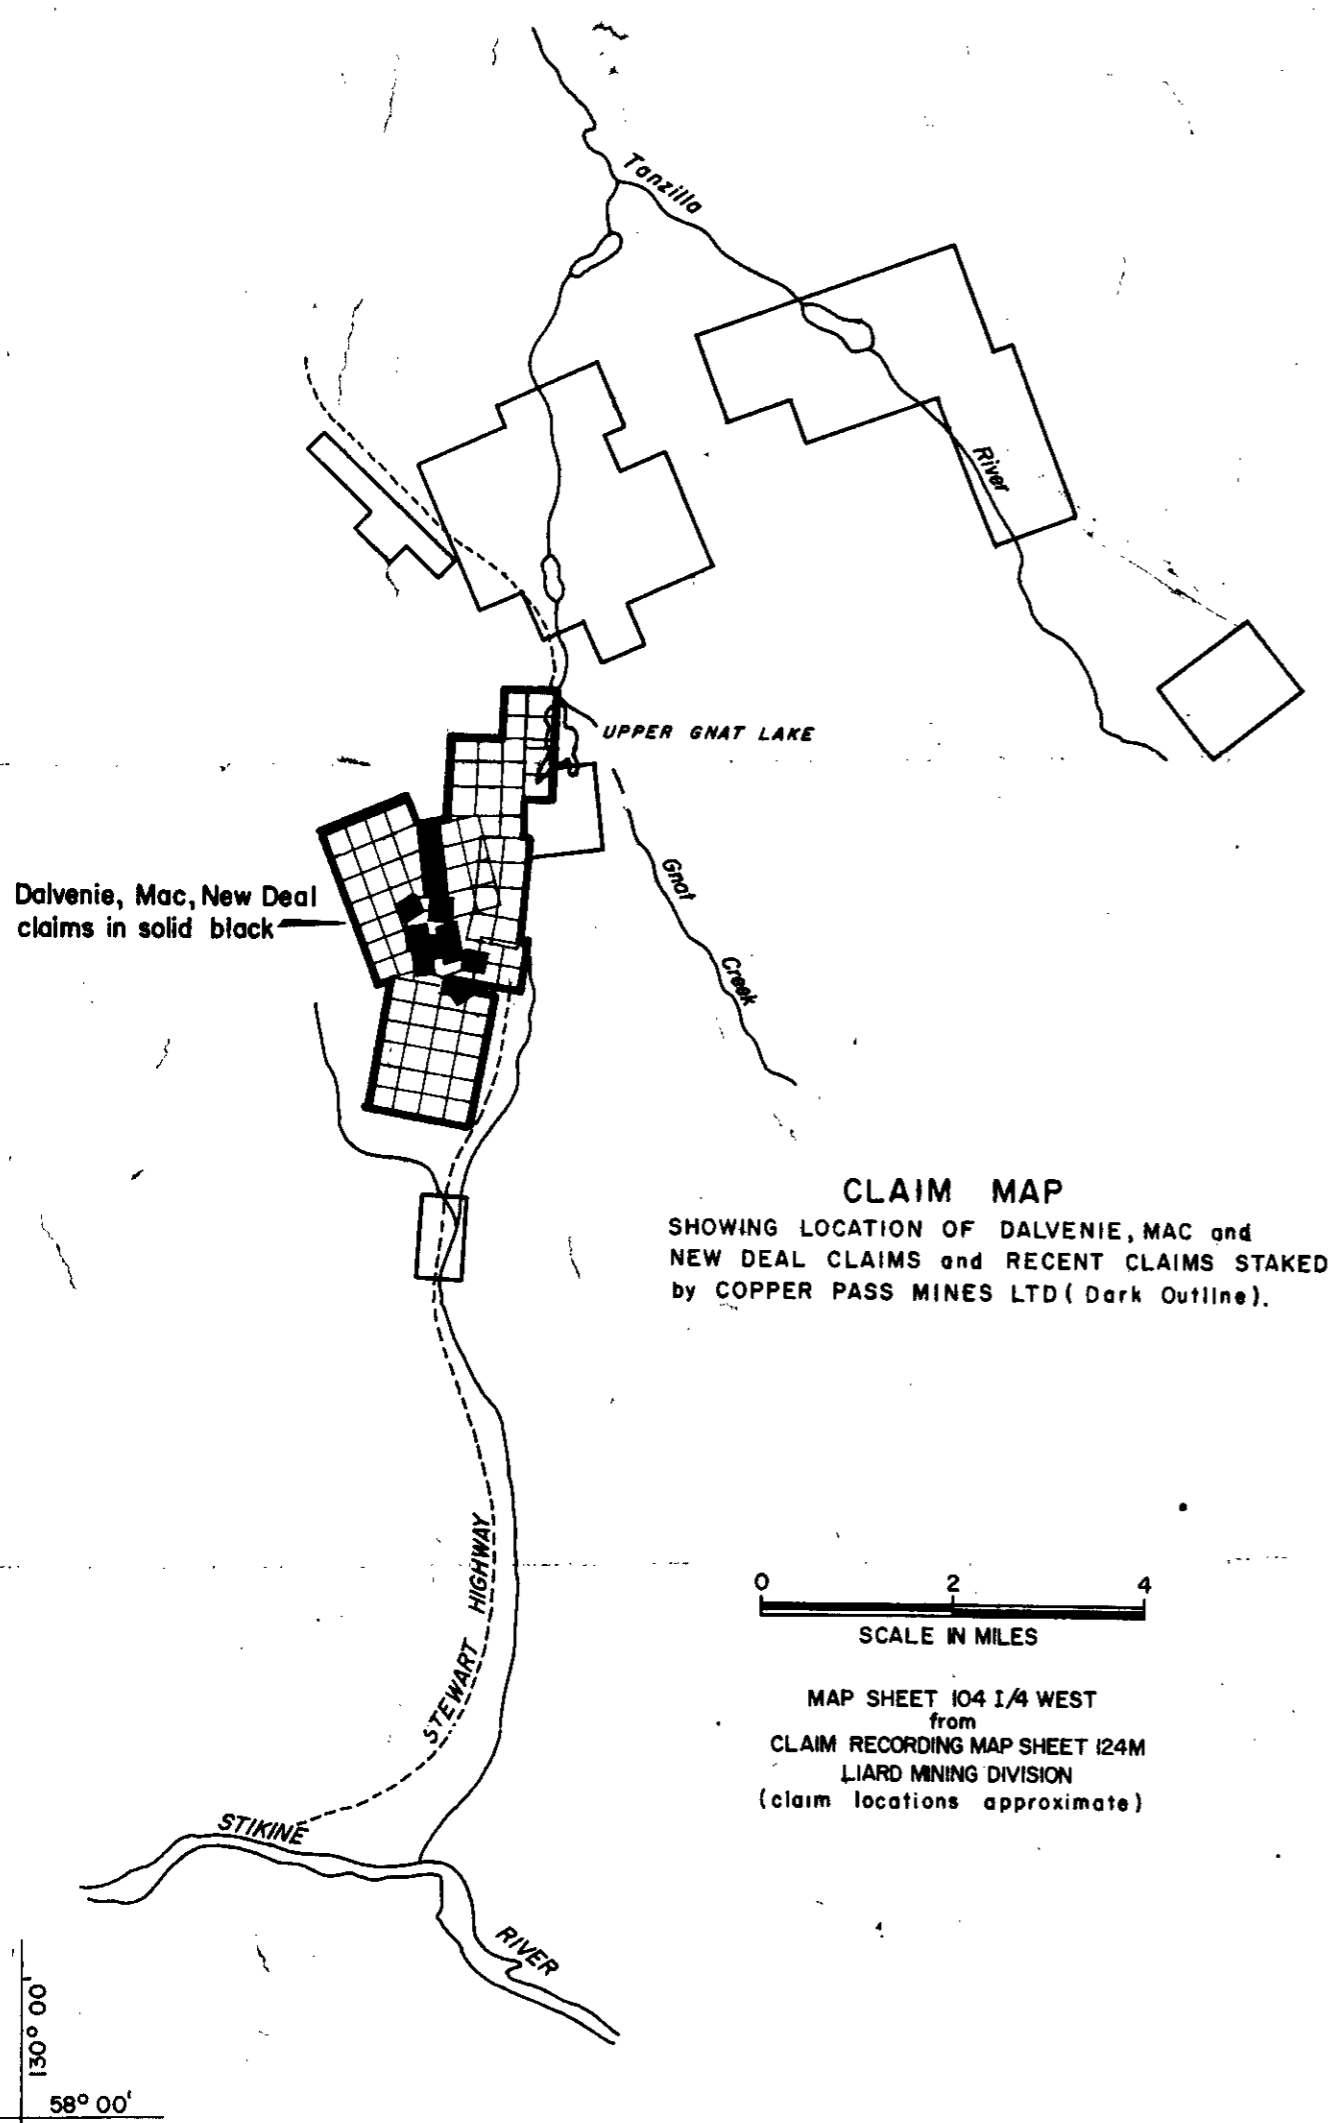 Tanzilla
River
UPPER GNAT LAKE
Dalvenie, Mac, New Deal
claims in solid black
Gnat
Creek
CLAIM MAP
SHOWING LOCATION OF DALVENIE, MAC and
NEW DEAL CLAIMS and RECENT CLAIMS STAKED
by COPPER PASS MINES LTD (Dark Outline).
STEWART HIGHWAY
0 2 4
SCALE IN MILES
MAP SHEET 104 I/4 WEST
from
CLAIM RECORDING MAP SHEET 124M
LIARD MINING DIVISION
(claim locations approximate)
STIKINE
RIVER
130° 00'
58° 00'